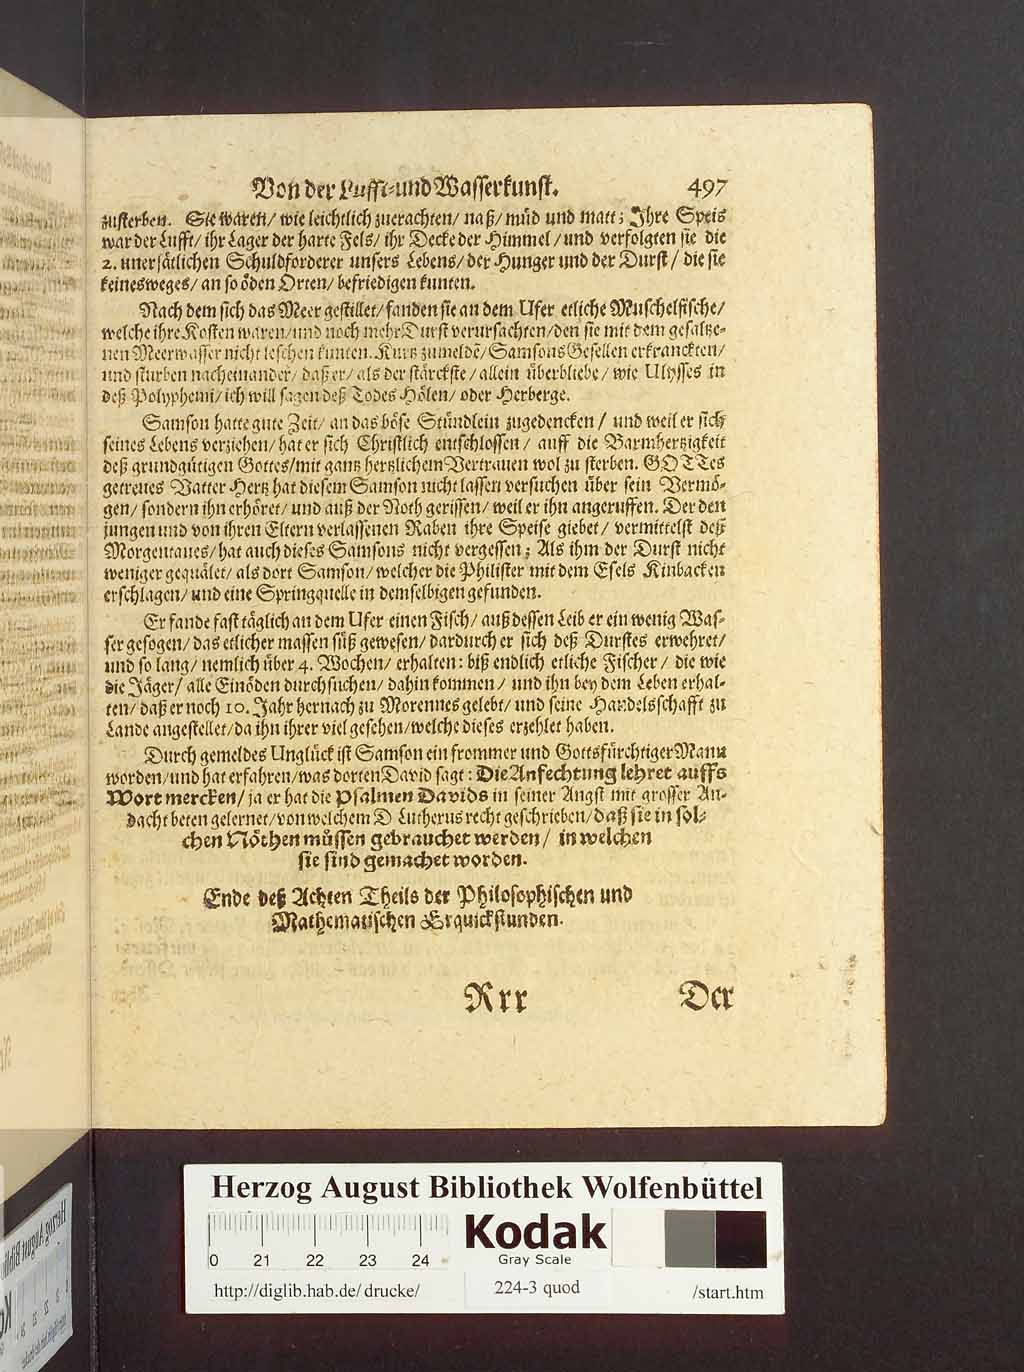 Von der Lufft-und Wasserkunst. 497
zusterben. Sie waren/ wie leichtlich zuerachten/ naß/ müd und matt; Ihre Speis
war der Lufft/ ihr Lager der harte Fels/ ihr Decke der Himmel/ und verfolgten sie die
2. unersätlichen Schuldforderer unsers Lebens/ der Hunger und der Durst/ die sie
keinesweges/ an so öden Orten/ befriedigen kunten.
Nach dem sich das Meer gestillet/ fanden sie an dem Ufer etliche Muschelfische/
welche ihre Kosten waren/ und noch mehr Durst verursachten/ den sie mit dem gesaltze-
nen Meerwasser nicht leschen kunten. Kurtz zumeldē/ Samsons Gesellen erkranckten/
und sturben nacheinander/ daß er/ als der stärckste/ allein überbliebe/ wie Ulysses in
deß Polyphemi/ ich will sagen deß Todes Hölen/ oder Herberge.
Samson hatte gute Zeit/ an das böse Stündlein zugedencken/ und weil er sich
seines Lebens verziehen/ hat er sich Christlich entschlossen/ auff die Barmhertzigkeit
deß grundgütigen Gottes/ mit gantz hertzlichem Vertrauen wol zu sterben. GOTTes
getreues Vatter Hertz hat diesem Samson nicht lassen versuchen über sein Vermö-
gen/ sondern ihn erhöret/ und auß der Noth gerissen/ weil er ihn angeruffen. Der den
jungen und von ihren Eltern verlassenen Raben ihre Speise giebet/ vermittelst deß
Morgentaues/ hat auch dieses Samsons nicht vergessen; Als ihm der Durst nicht
weniger gequälet/ als dort Samson/ welcher die Philister mit dem Esels Kinbacken
erschlagen/ und eine Springquelle in demselbigen gefunden.
Er fande fast täglich an dem Ufer einen Fisch/ auß dessen Leib er ein wenig Was-
ser gesogen/ das etlicher massen süß gewesen/ dardurch er sich deß Durstes erwehret/
und so lang/ nemlich über 4. Wochen/ erhalten: biß endlich etliche Fischer/ die wie
die Jäger/ alle Einöden durchsuchen/ dahin kommen/ und ihn bey dem Leben erhal-
ten/ daß er noch 10. Jahr hernach zu Morennes gelebt/ und seine Handelsschafft zu
Lande angestellet/ da ihn ihrer viel gesehen/ welche dieses erzehlet haben.
Durch gemeldes Unglück ist Samson ein frommer und Gottsfürchtiger Mann
worden/ und hat erfahren/ was dorten David sagt: Die Anfechtung lehret auffs
Wort mercken/ ja er hat die Psalmen Davids in seiner Angst mit grosser An-
dacht beten gelernet/ von welchem D Lutherus recht geschrieben/ daß sie in sol-
chen Nöthen müssen gebrauchet werden/ in welchen
sie sind gemachet worden.
Ende deß Achten Theils der Philosophischen und
Mathematischen Erquickstunden.
Rrr Der
Herzog August Bibliothek Wolfenbüttel
0 21 22 23 24
Kodak
Gray Scale
http://diglib.hab.de/ drucke/ 224-3 quod /start.htm